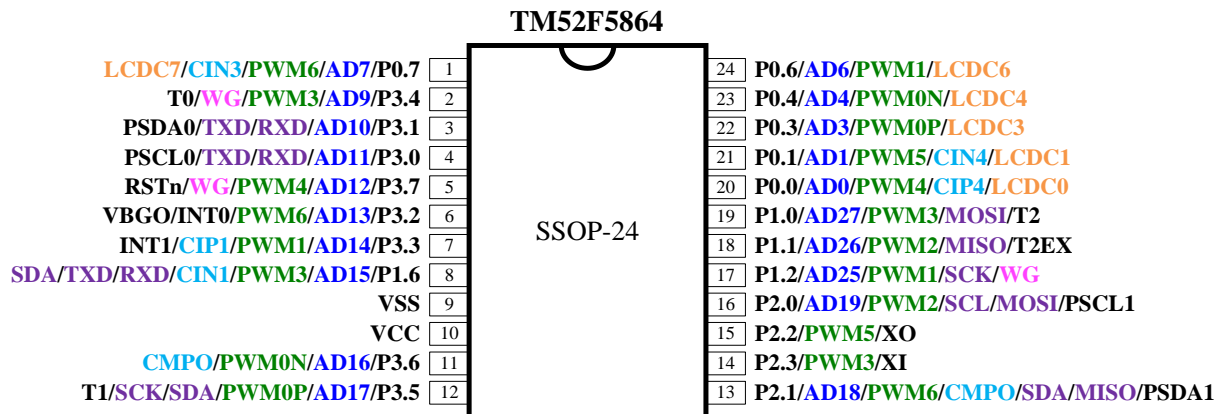 TM52F5864
LCDC7/CIN3/PWM6/AD7/P0.7 1 24 P0.6/AD6/PWM1/LCDC6
T0/WG/PWM3/AD9/P3.4 2 23 P0.4/AD4/PWM0N/LCDC4
PSDA0/TXD/RXD/AD10/P3.1 3 22 P0.3/AD3/PWM0P/LCDC3
PSCL0/TXD/RXD/AD11/P3.0 4 21 P0.1/AD1/PWM5/CIN4/LCDC1
RSTn/WG/PWM4/AD12/P3.7 5 20 P0.0/AD0/PWM4/CIP4/LCDC0
VBGO/INT0/PWM6/AD13/P3.2 6 19 P1.0/AD27/PWM3/MOSI/T2
SSOP-24
INT1/CIP1/PWM1/AD14/P3.3 7 18 P1.1/AD26/PWM2/MISO/T2EX
SDA/TXD/RXD/CIN1/PWM3/AD15/P1.6 8 17 P1.2/AD25/PWM1/SCK/WG
VSS 9 16 P2.0/AD19/PWM2/SCL/MOSI/PSCL1
VCC 10 15 P2.2/PWM5/XO
CMPO/PWM0N/AD16/P3.6 11 14 P2.3/PWM3/XI
T1/SCK/SDA/PWM0P/AD17/P3.5 12 13 P2.1/AD18/PWM6/CMPO/SDA/MISO/PSDA1